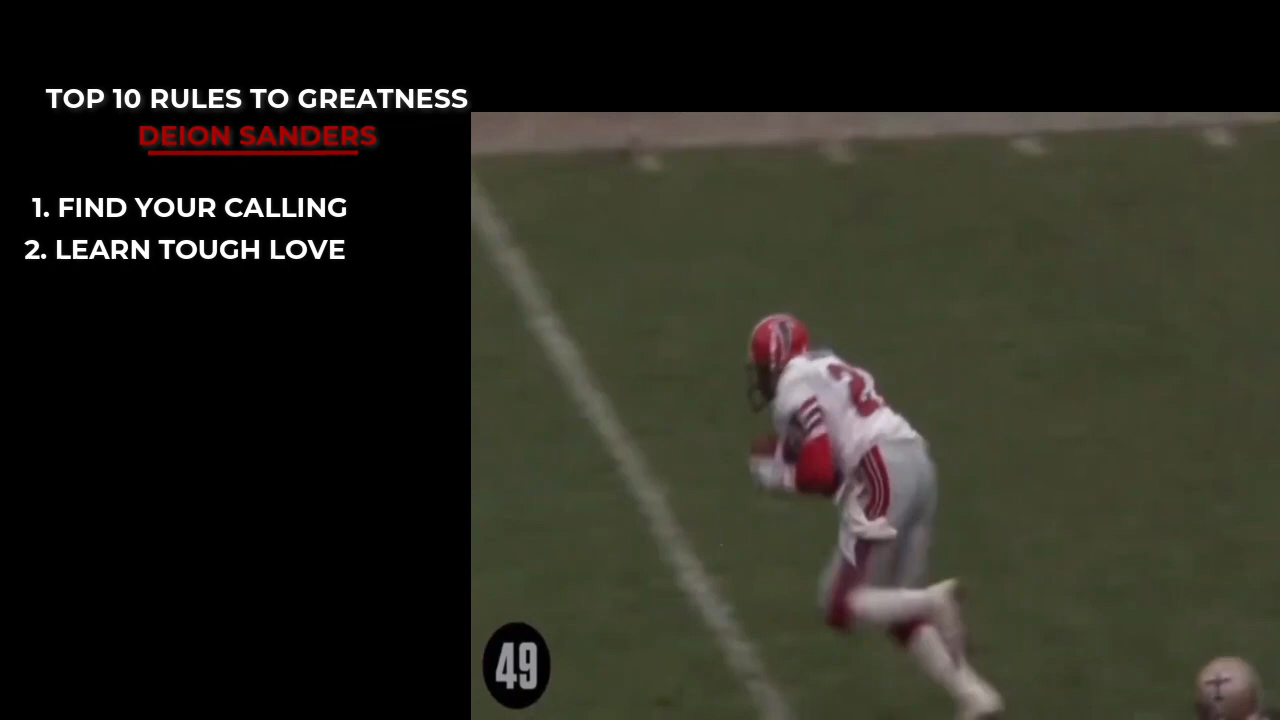 TOP 10 RULES TO GREATNESS
DEION SANDERS
1. FIND YOUR CALLING
2. LEARN TOUGH LOVE
49